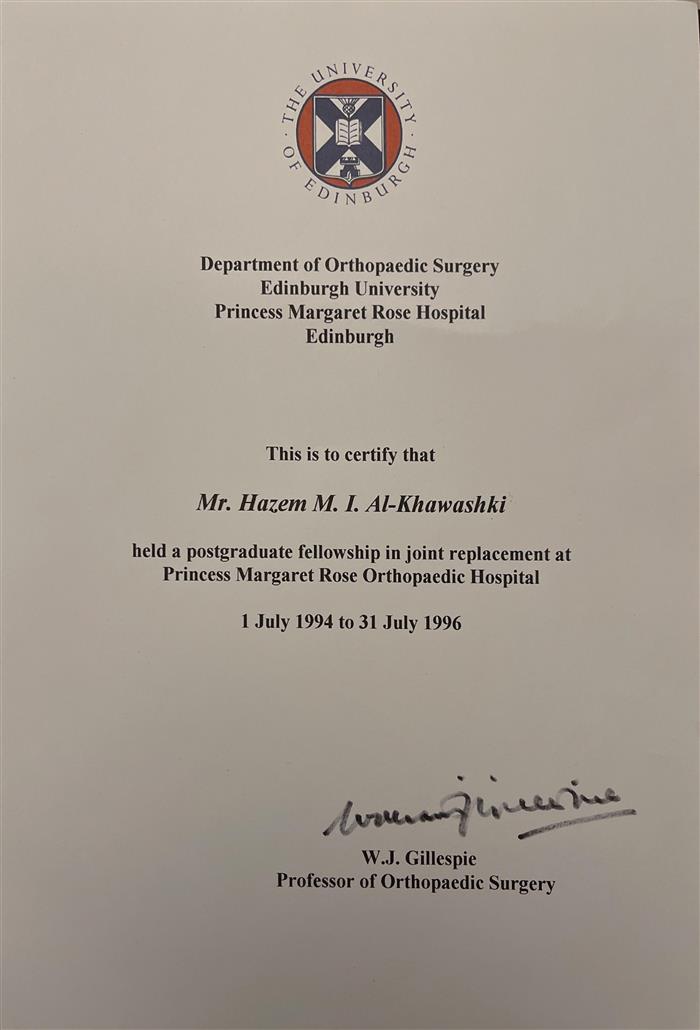 THE UNIVERSITY OF EDINBURGH
Department of Orthopaedic Surgery
Edinburgh University
Princess Margaret Rose Hospital
Edinburgh
This is to certify that
Mr. Hazem M. I. Al-Khawashki
held a postgraduate fellowship in joint replacement at
Princess Margaret Rose Orthopaedic Hospital
1 July 1994 to 31 July 1996
W.J. Gillespie
Professor of Orthopaedic Surgery